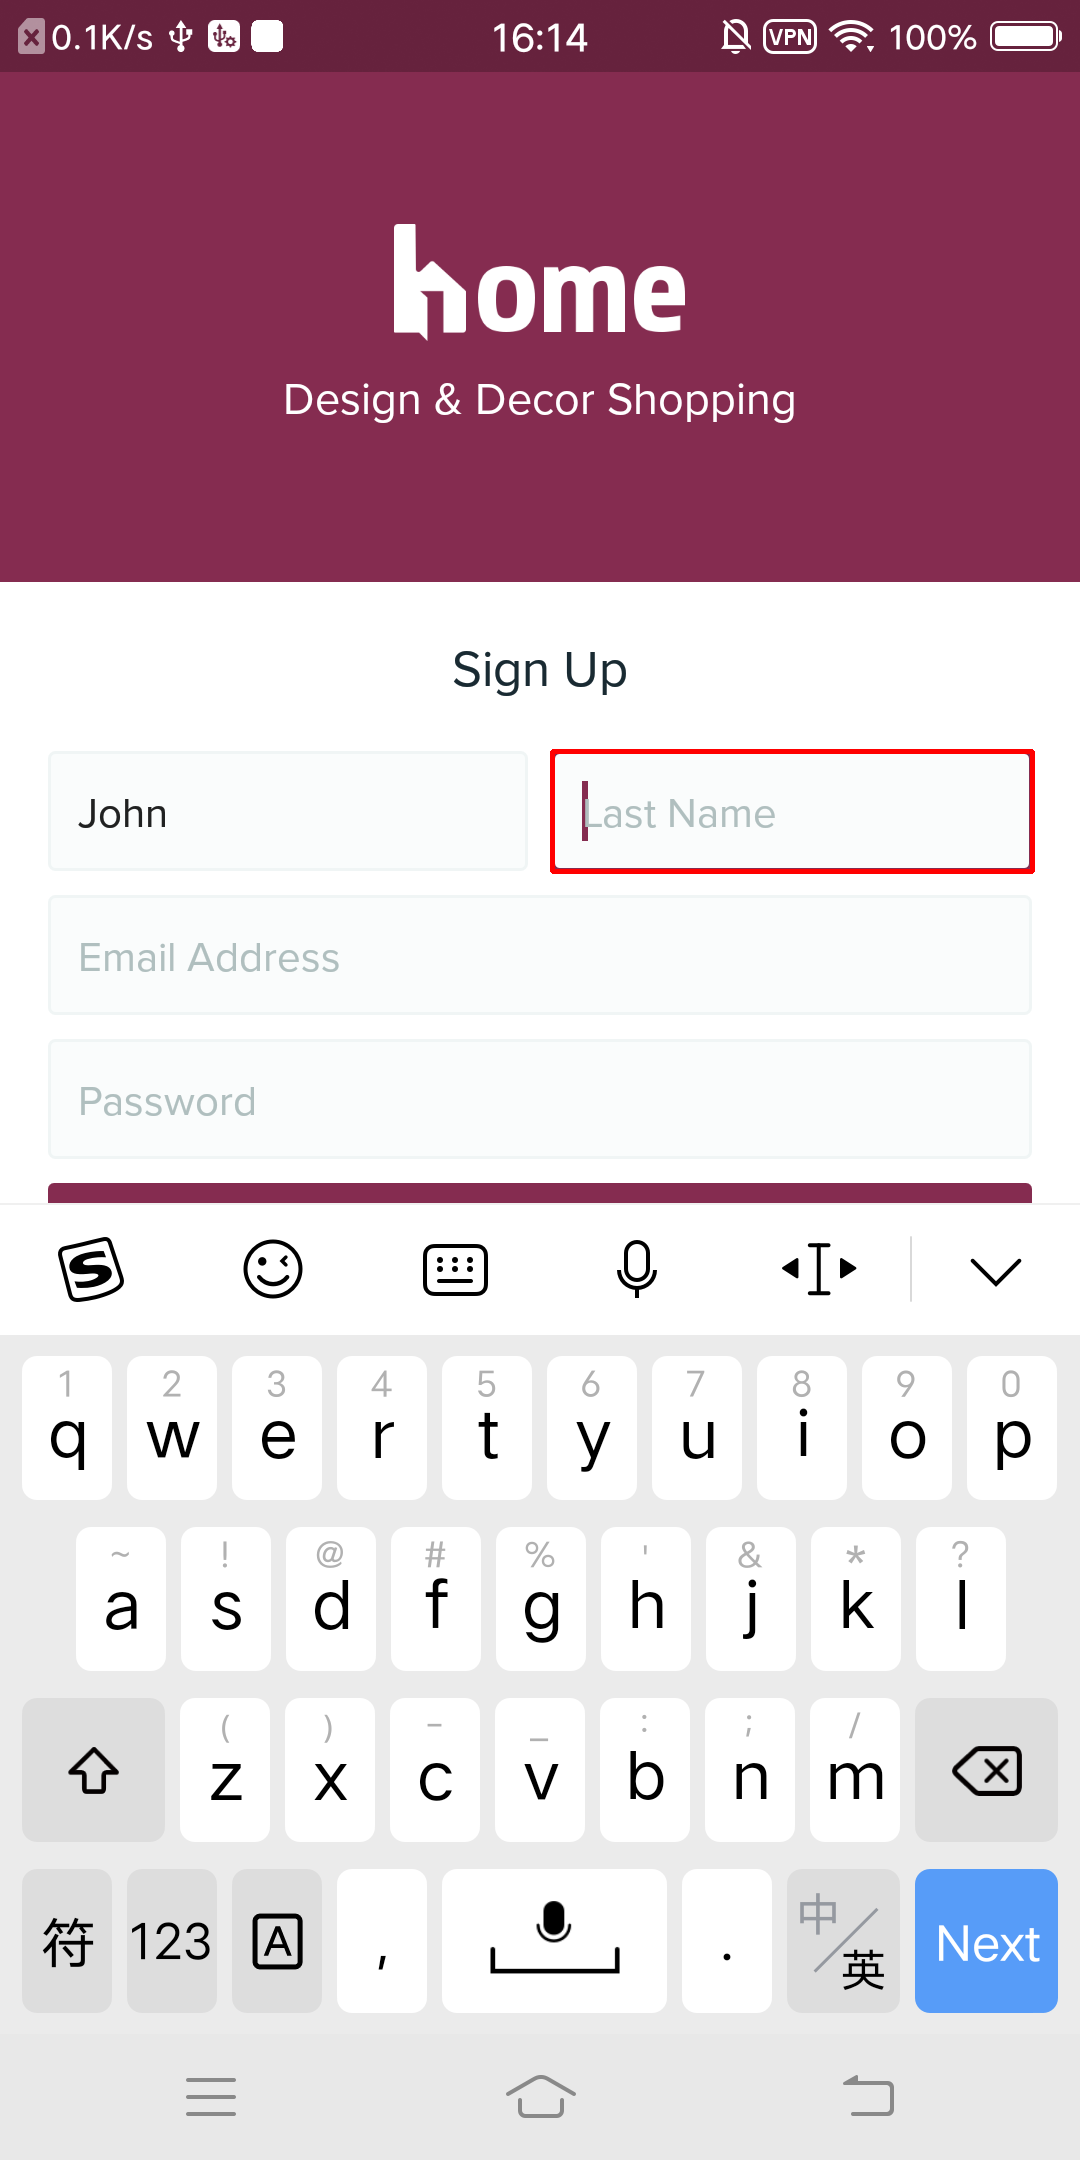 0.1K/s 16:14 VPN 100%
home
Design & Decor Shopping
Sign Up
John Last Name
Email Address
Password
1 2 3 4 5 6 7 8 9 0
q w e r t y u i o p
~ ! @ # % ' & * ?
a s d f g h j k l
( ) - _ : ; /
z x c v b n m
符 123 A , . 中/英 Next